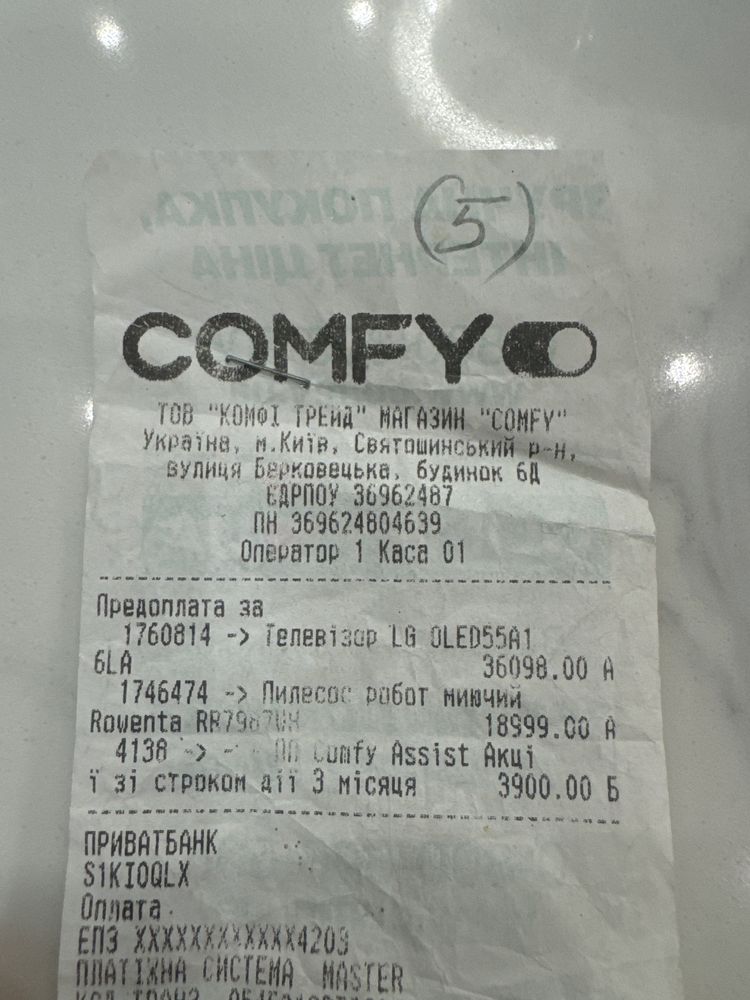 5
COMFY
ТОВ "КОМФІ ТРЕЙД" МАГАЗИН "COMFY"
Україна, м.Київ, Святошинський р-н,
вулиця Берковецька, будинок 6Д
ЄДРПОУ 36962487
ПН 369624804639
Оператор 1 Каса 01
Предоплата за
1760814 -> Телевізор LG OLED55A1
6LA 36098.00 А
1746474 -> Пилесос робот миючий
Rowenta 18999.00 А
4138 -> - ПП Comfy Assist Акці
ї зі строком дії 3 місяця 3900.00 Б
ПРИВАТБАНК
S1KI0QLX
Оплата
ЕПЗ XXXXXXXXXXXX4203
ПЛАТІЖНА СИСТЕМА MASTER